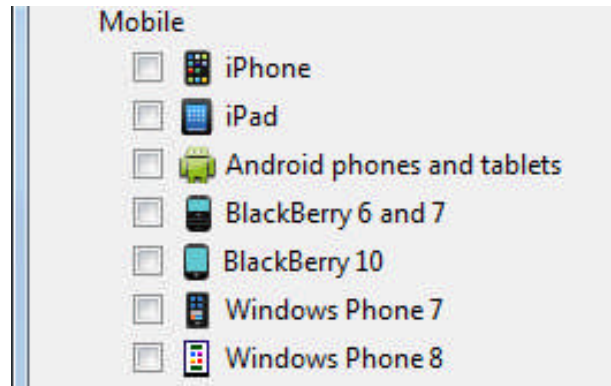 Mobile
iPhone
iPad
Android phones and tablets
BlackBerry 6 and 7
BlackBerry 10
Windows Phone 7
Windows Phone 8